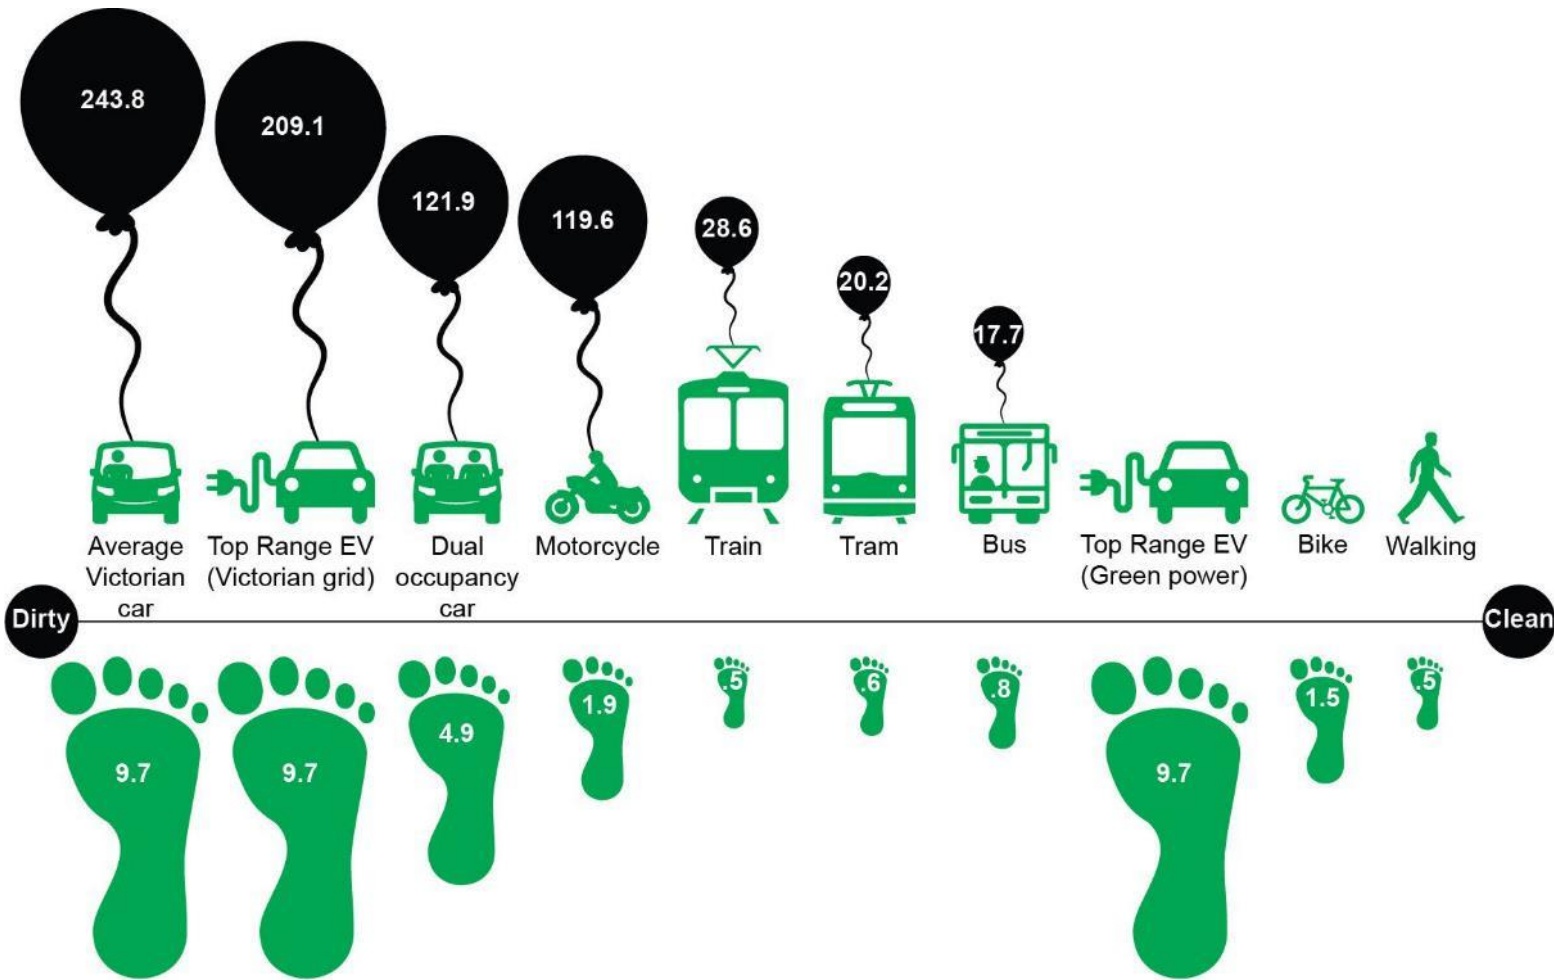 243.8
209.1
121.9
119.6
28.6
20.2
17.7
Average
Victorian
car
Top Range EV
(Victorian grid)
Dual
occupancy
car
Motorcycle
Train
Tram
Bus
Top Range EV
(Green power)
Bike
Walking
Dirty
Clean
9.7
9.7
4.9
1.9
.5
.6
.8
9.7
1.5
.5